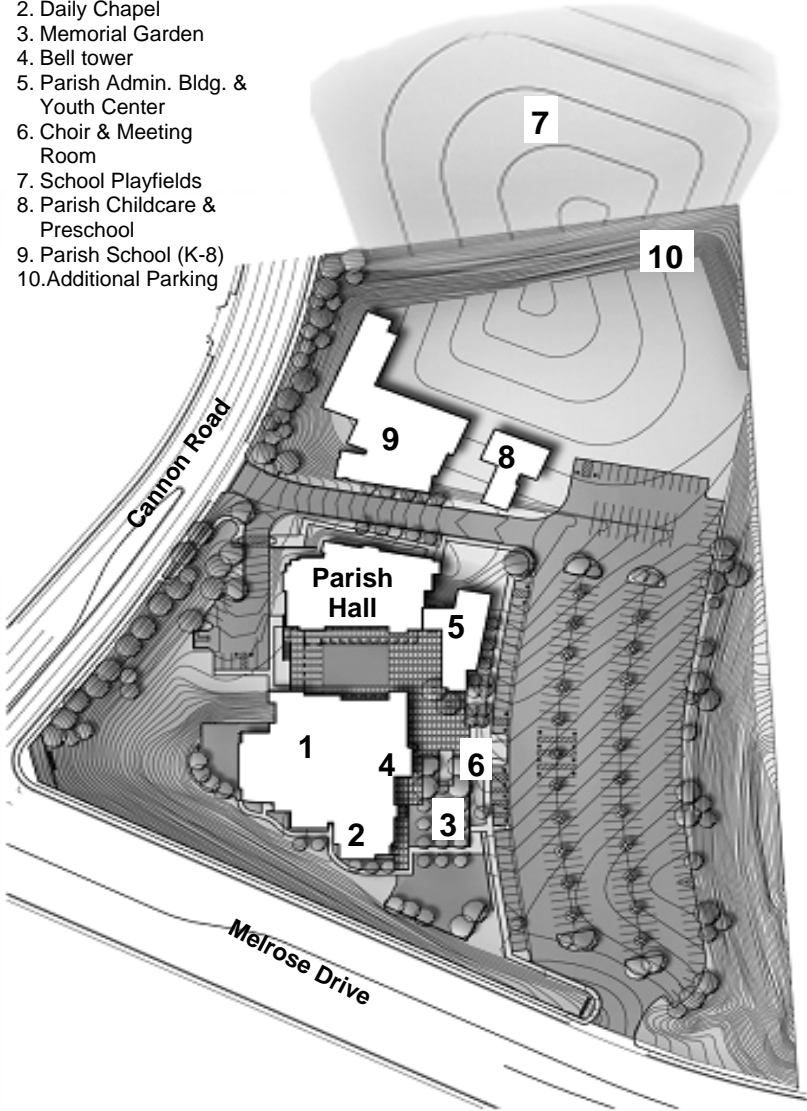 2. Daily Chapel
3. Memorial Garden
4. Bell tower
5. Parish Admin. Bldg. &
Youth Center
6. Choir & Meeting
Room
7. School Playfields
8. Parish Childcare &
Preschool
9. Parish School (K-8)
10.Additional Parking
7
10
Cannon Road
9
8
Parish
Hall
5
1
4
6
3
2
Melrose Drive